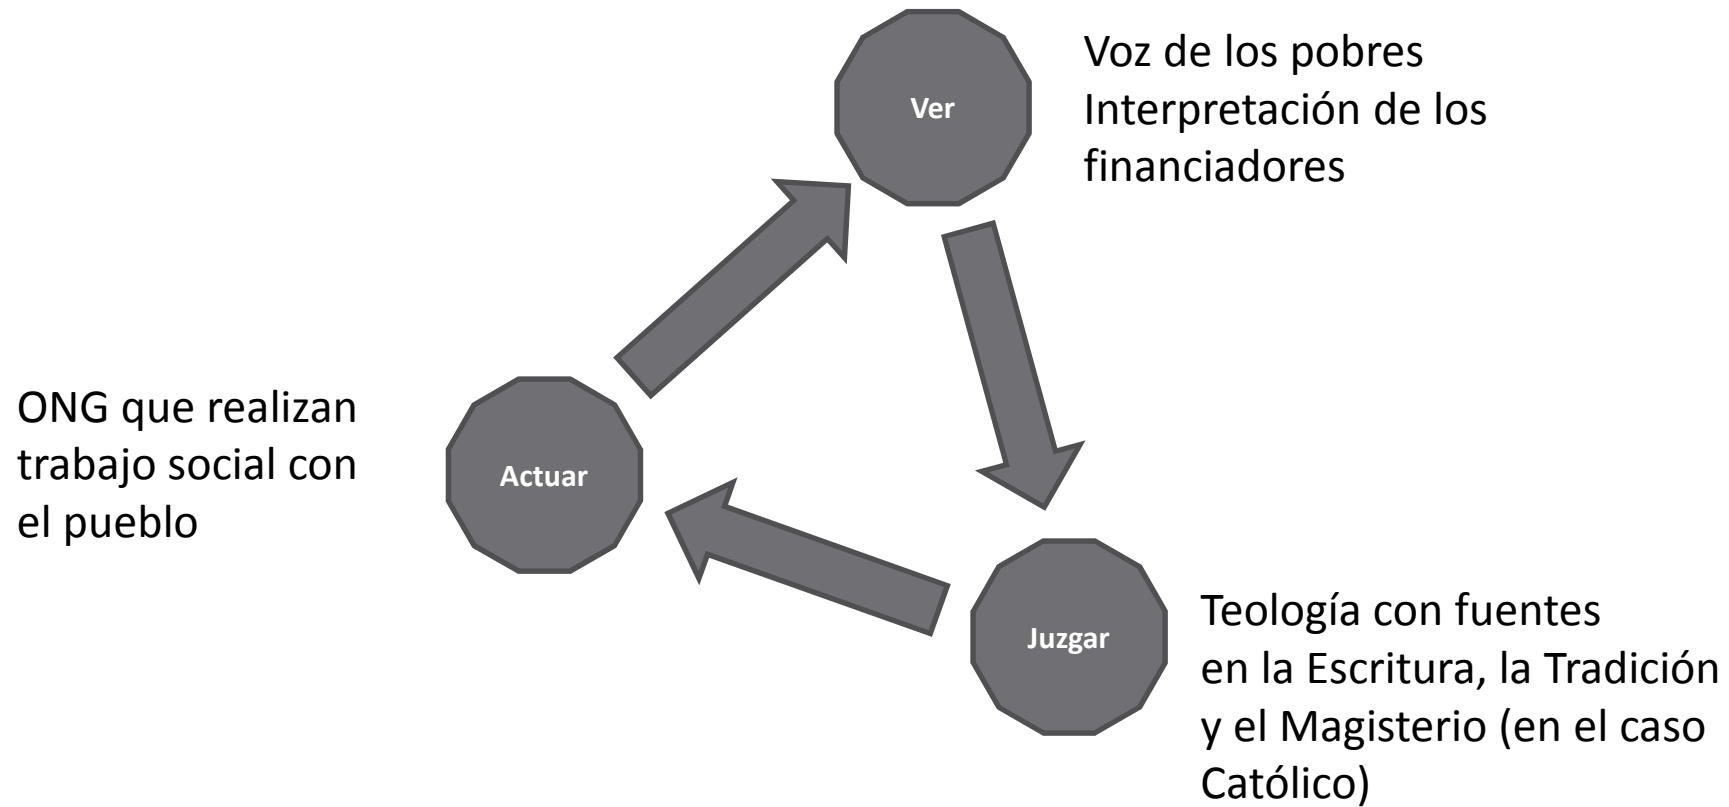 Ver
Voz de los pobres
Interpretación de los
financiadores
ONG que realizan
trabajo social con
el pueblo
Actuar
Juzgar
Teología con fuentes
en la Escritura, la Tradición
y el Magisterio (en el caso
Católico)